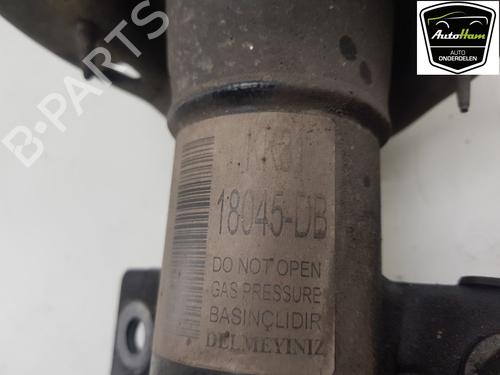 AutoHam
AUTO
ONDERDELEN
B-PARTS
18045-DB
DO NOT OPEN
GAS PRESSURE
BASINÇLIDIR
DELMEYINIZ